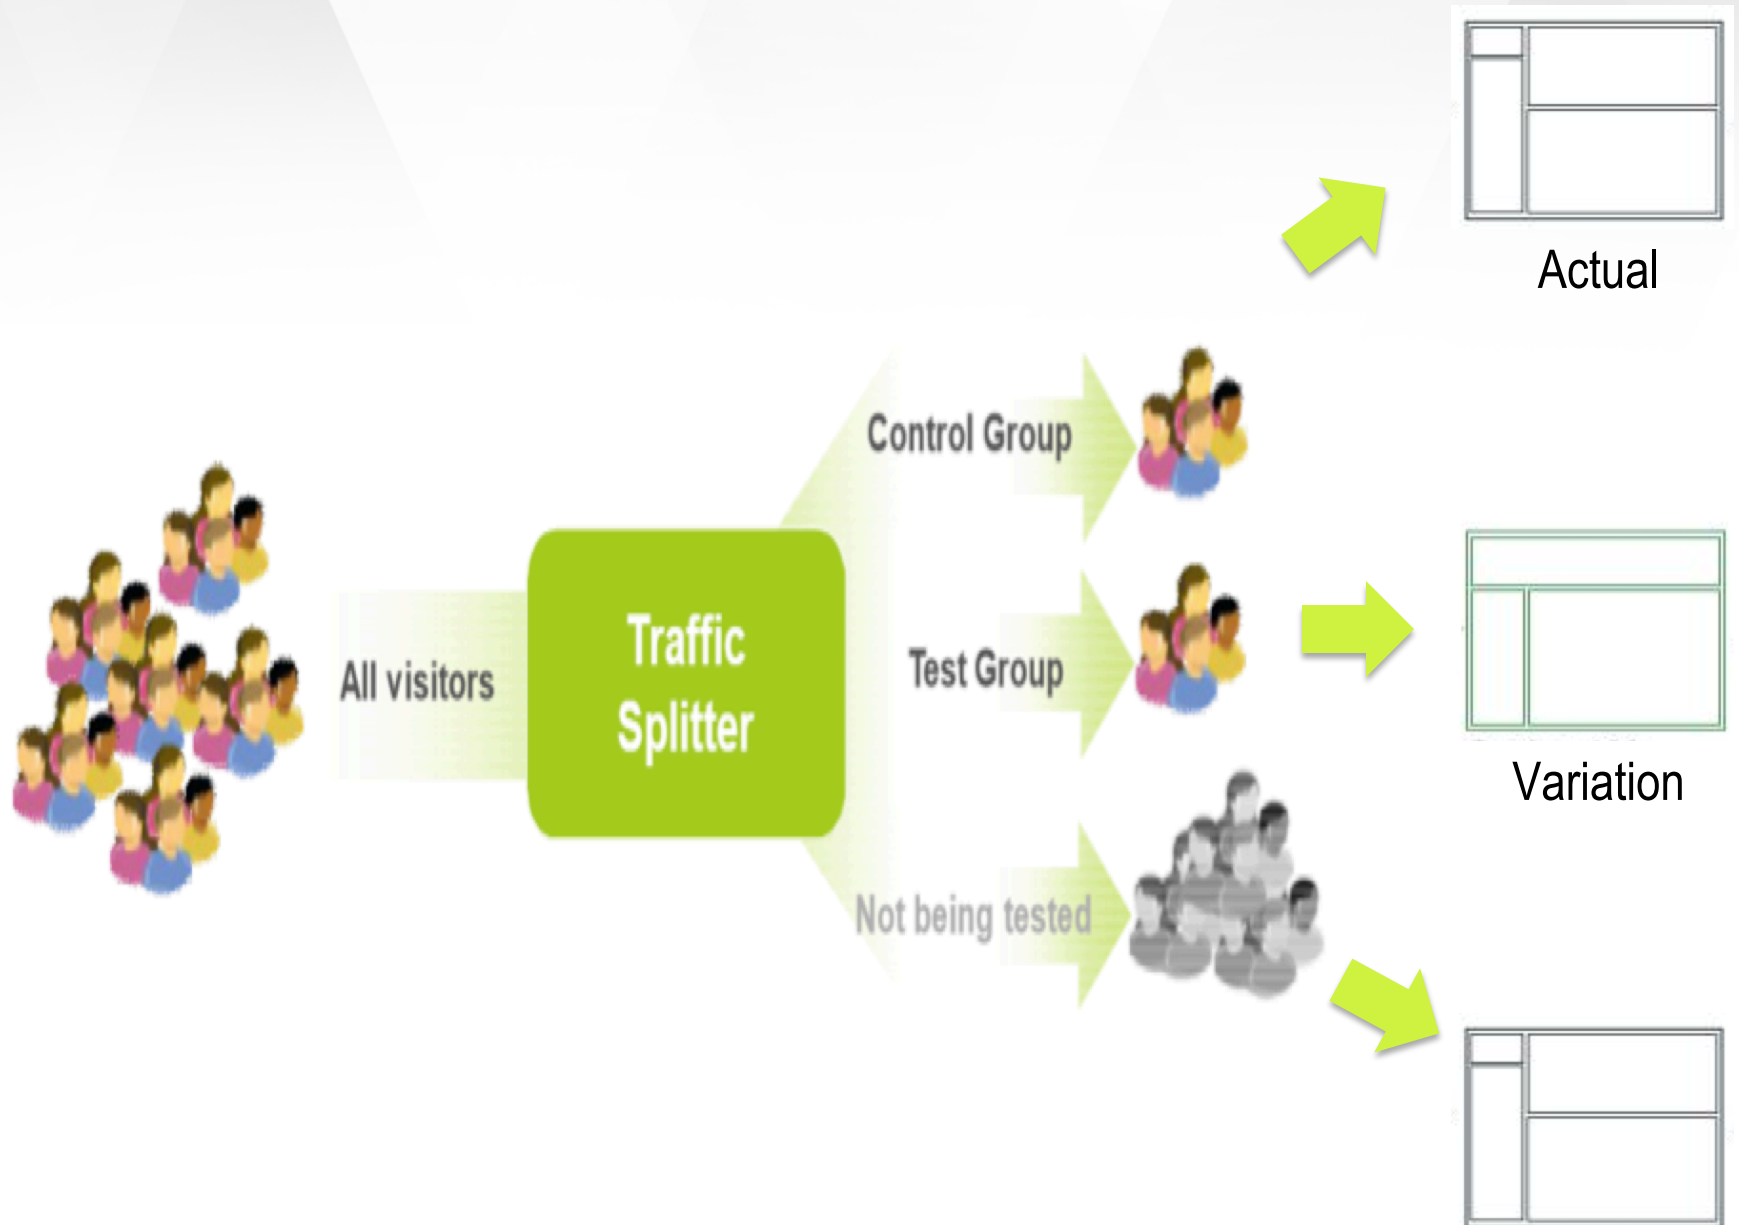 Actual
Control Group
All visitors
Traffic
Splitter
Test Group
Variation
Not being tested